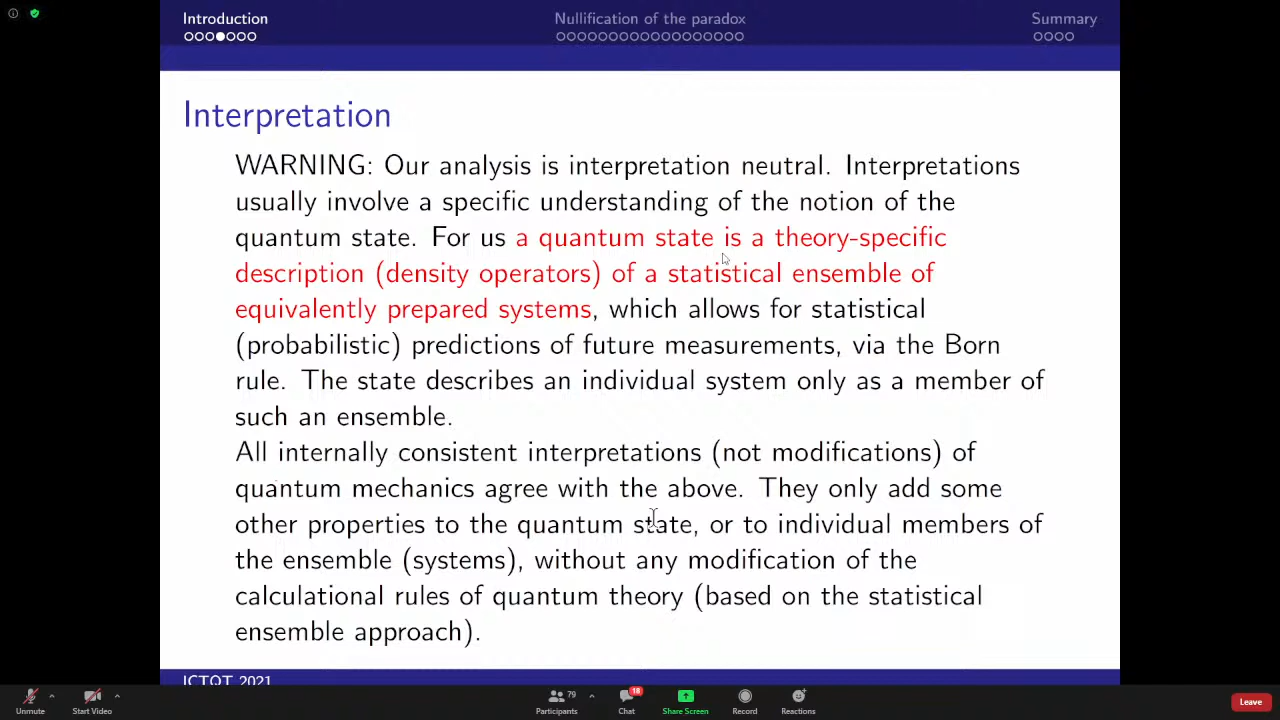 Introduction
Nullification of the paradox
Summary
Interpretation
WARNING: Our analysis is interpretation neutral. Interpretations
usually involve a specific understanding of the notion of the
quantum state. For us a quantum state is a theory-specific
description (density operators) of a statistical ensemble of
equivalently prepared systems, which allows for statistical
(probabilistic) predictions of future measurements, via the Born
rule. The state describes an individual system only as a member of
such an ensemble.
All internally consistent interpretations (not modifications) of
quantum mechanics agree with the above. They only add some
other properties to the quantum state, or to individual members of
the ensemble (systems), without any modification of the
calculational rules of quantum theory (based on the statistical
ensemble approach).
ICTQT 2021
Unmute
Start Video
79
Participants
18
Chat
Share Screen
Record
Reactions
Leave